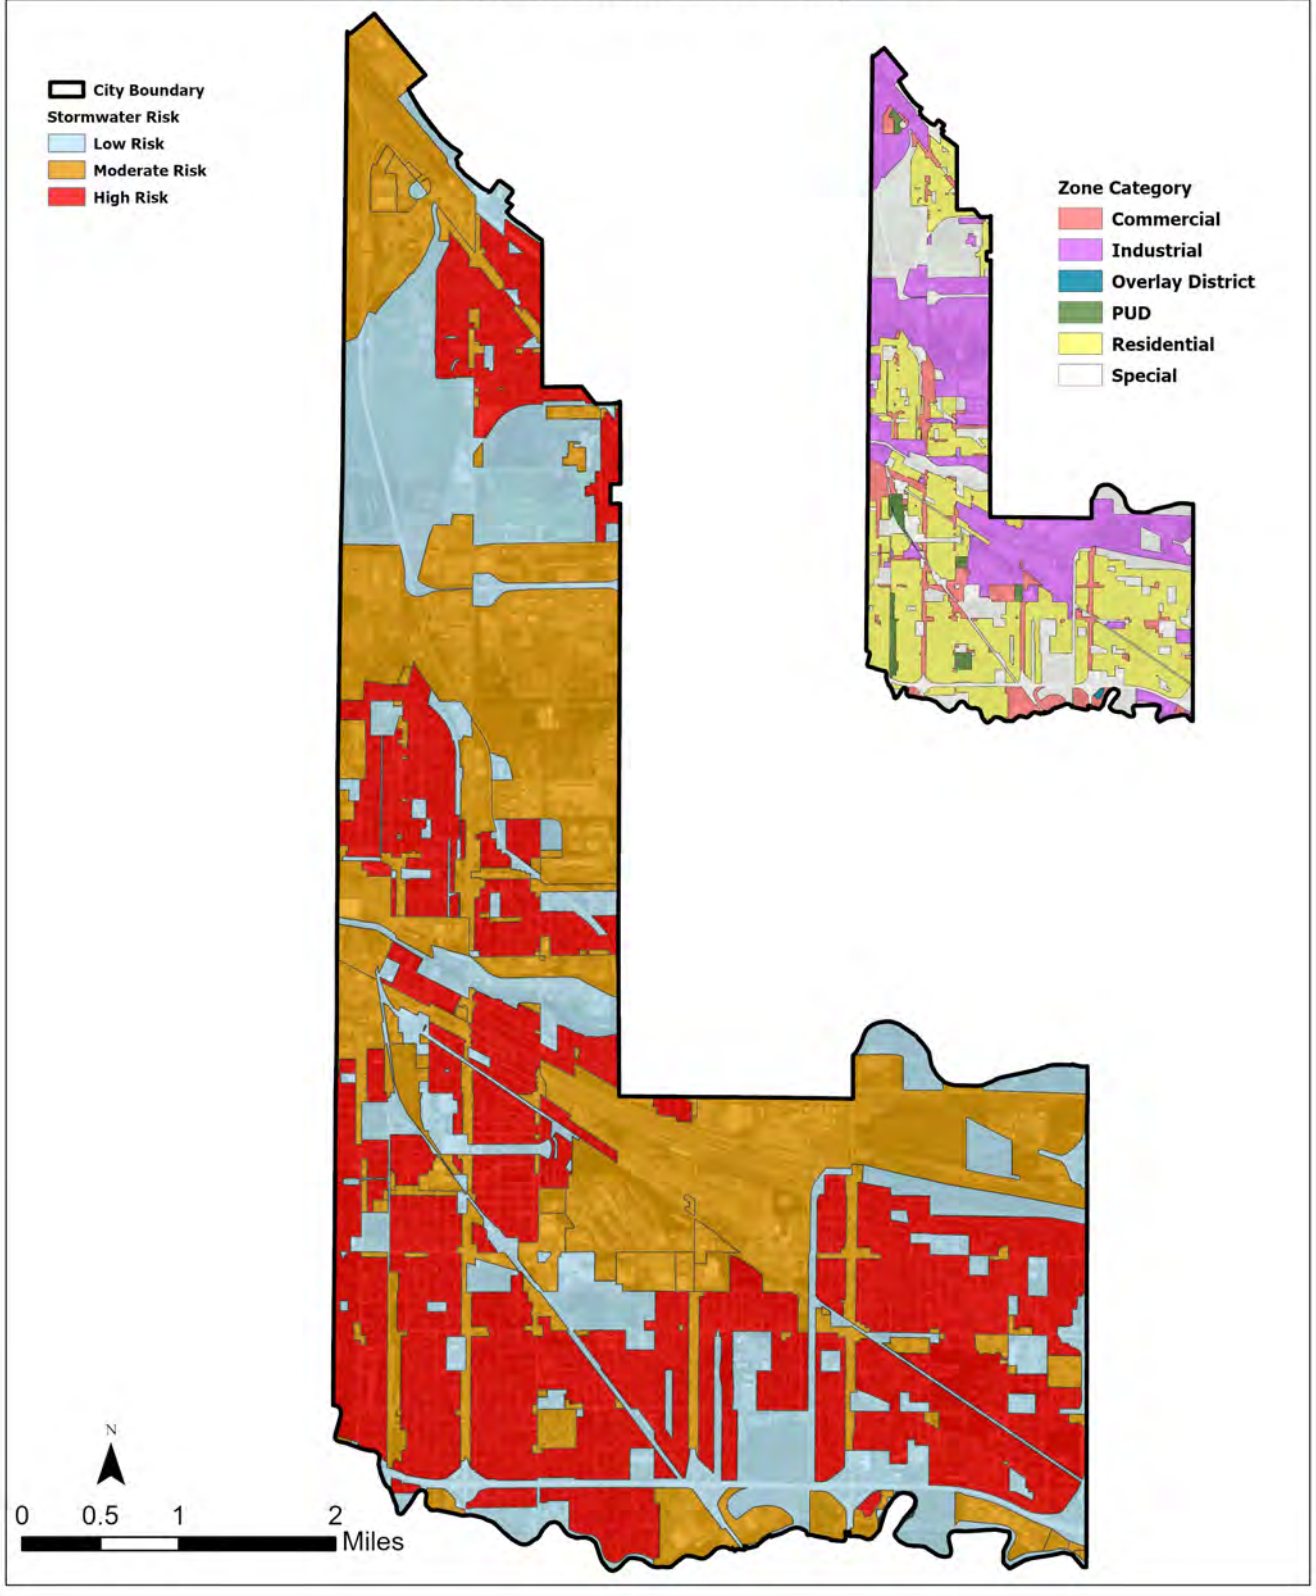 City Boundary
Stormwater Risk
Low Risk
Moderate Risk
High Risk
Zone Category
Commercial
Industrial
Overlay District
PUD
Residential
Special
N
0 0.5 1 2
Miles